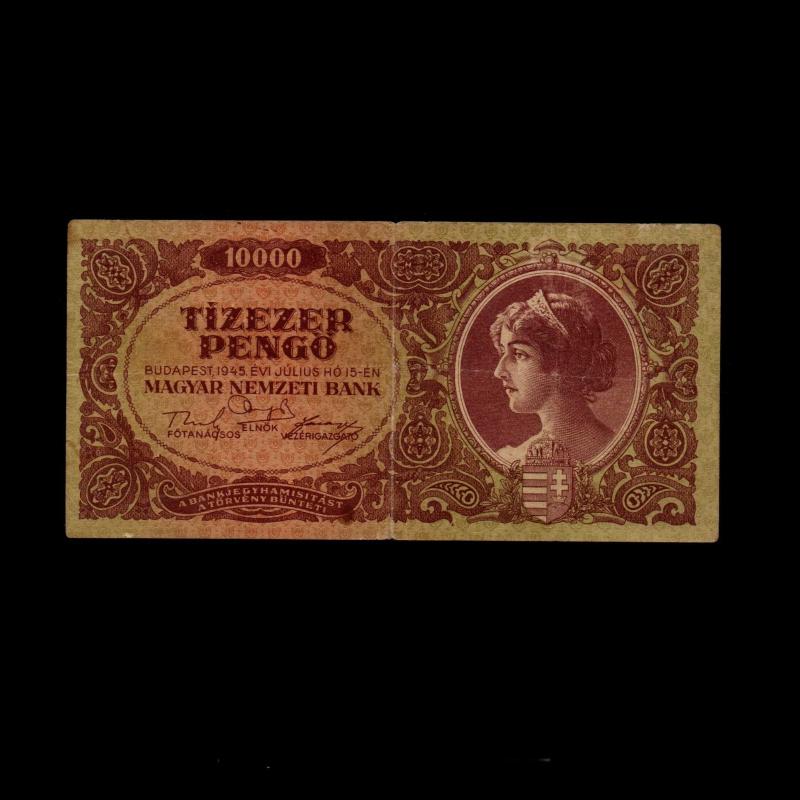 10000
TÍZEZER
PENGŐ
BUDAPEST, 1945. ÉVI JÚLIUS HÓ 15-ÉN
MAGYAR NEMZETI BANK
FŐTANÁCSOS
ELNÖK
VEZÉRIGAZGATÓ
A BANKJEGYHAMISÍTÁST
A TÖRVÉNY BÜNTETI